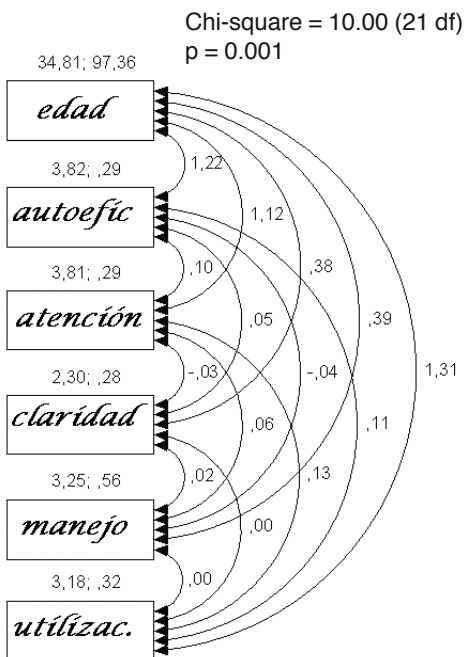 Chi-square = 10.00 (21 df)
p = 0.001
34,81; 97,36
edad
1,22
3,82; ,29
autoefic
1,12
,10
,38
3,81; ,29
atención
,05
,39
-,03
-,04
1,31
2,30; ,28
claridad
,06
,11
,02
,13
3,25; ,56
manejo
,00
,00
3,18; ,32
utilizac.